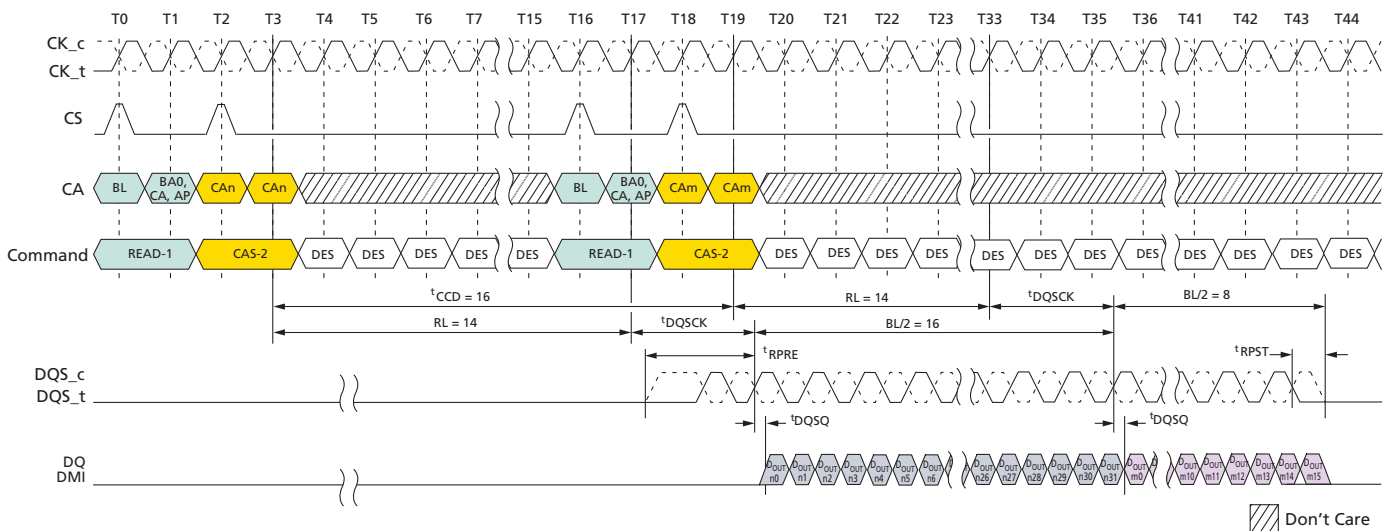 T0 T1 T2 T3 T4 T5 T6 T7 T15 T16 T17 T18 T19 T20 T21 T22 T23 T33 T34 T35 T36 T41 T42 T43 T44
CK_c
CK_t
CS
CA BL BA0, CA, AP CAn CAn BL BA0, CA, AP CAm CAm
Command READ-1 CAS-2 DES DES DES DES DES READ-1 CAS-2 DES DES DES DES DES DES DES DES DES DES DES DES
tCCD = 16 RL = 14 tDQSCK BL/2 = 8
RL = 14 tDQSCK BL/2 = 16
tRPRE tRPST
DQS_c
DQS_t
tDQSQ tDQSQ
DQ
DMI
DOUT n0 DOUT n1 DOUT n2 DOUT n3 DOUT n4 DOUT n5 DOUT n6 D DOUT n26 DOUT n27 DOUT n28 DOUT n29 DOUT n30 DOUT n31 DOUT m0 D DOUT m10 DOUT m11 DOUT m12 DOUT m13 DOUT m14 DOUT m15
Don't Care